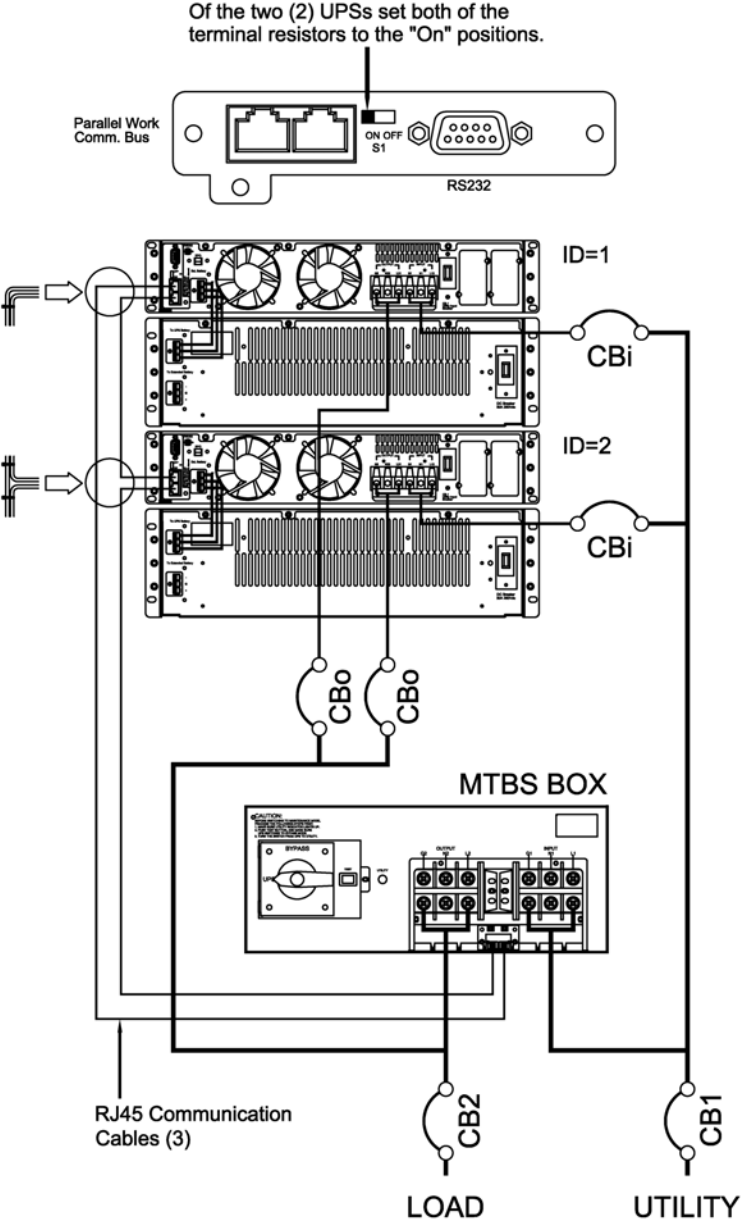 Of the two (2) UPSs set both of the
terminal resistors to the "On" positions.
Parallel Work
Comm. Bus
ON OFF
S1
RS232
ID=1
CBi
ID=2
CBi
CBo
CBo
MTBS BOX
CAUTION:
BYPASS
UPS
OUTPUT
INPUT
RJ45 Communication
Cables (3)
CB2
CB1
LOAD
UTILITY